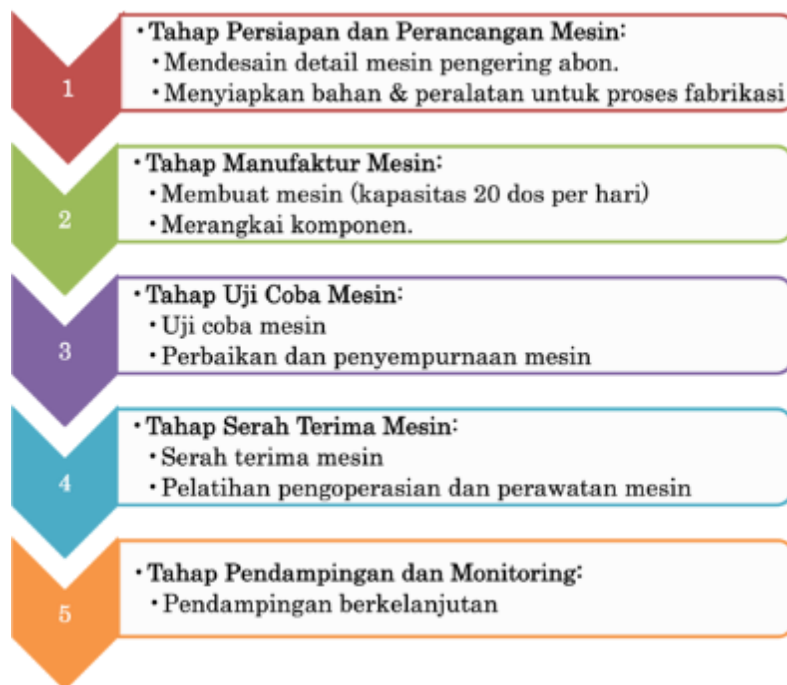 1
• Tahap Persiapan dan Perancangan Mesin:
• Mendesain detail mesin pengering abon.
• Menyiapkan bahan & peralatan untuk proses fabrikasi
2
• Tahap Manufaktur Mesin:
• Membuat mesin (kapasitas 20 dos per hari)
• Merangkai komponen.
3
• Tahap Uji Coba Mesin:
• Uji coba mesin
• Perbaikan dan penyempurnaan mesin
4
• Tahap Serah Terima Mesin:
• Serah terima mesin
• Pelatihan pengoperasian dan perawatan mesin
5
• Tahap Pendampingan dan Monitoring:
• Pendampingan berkelanjutan